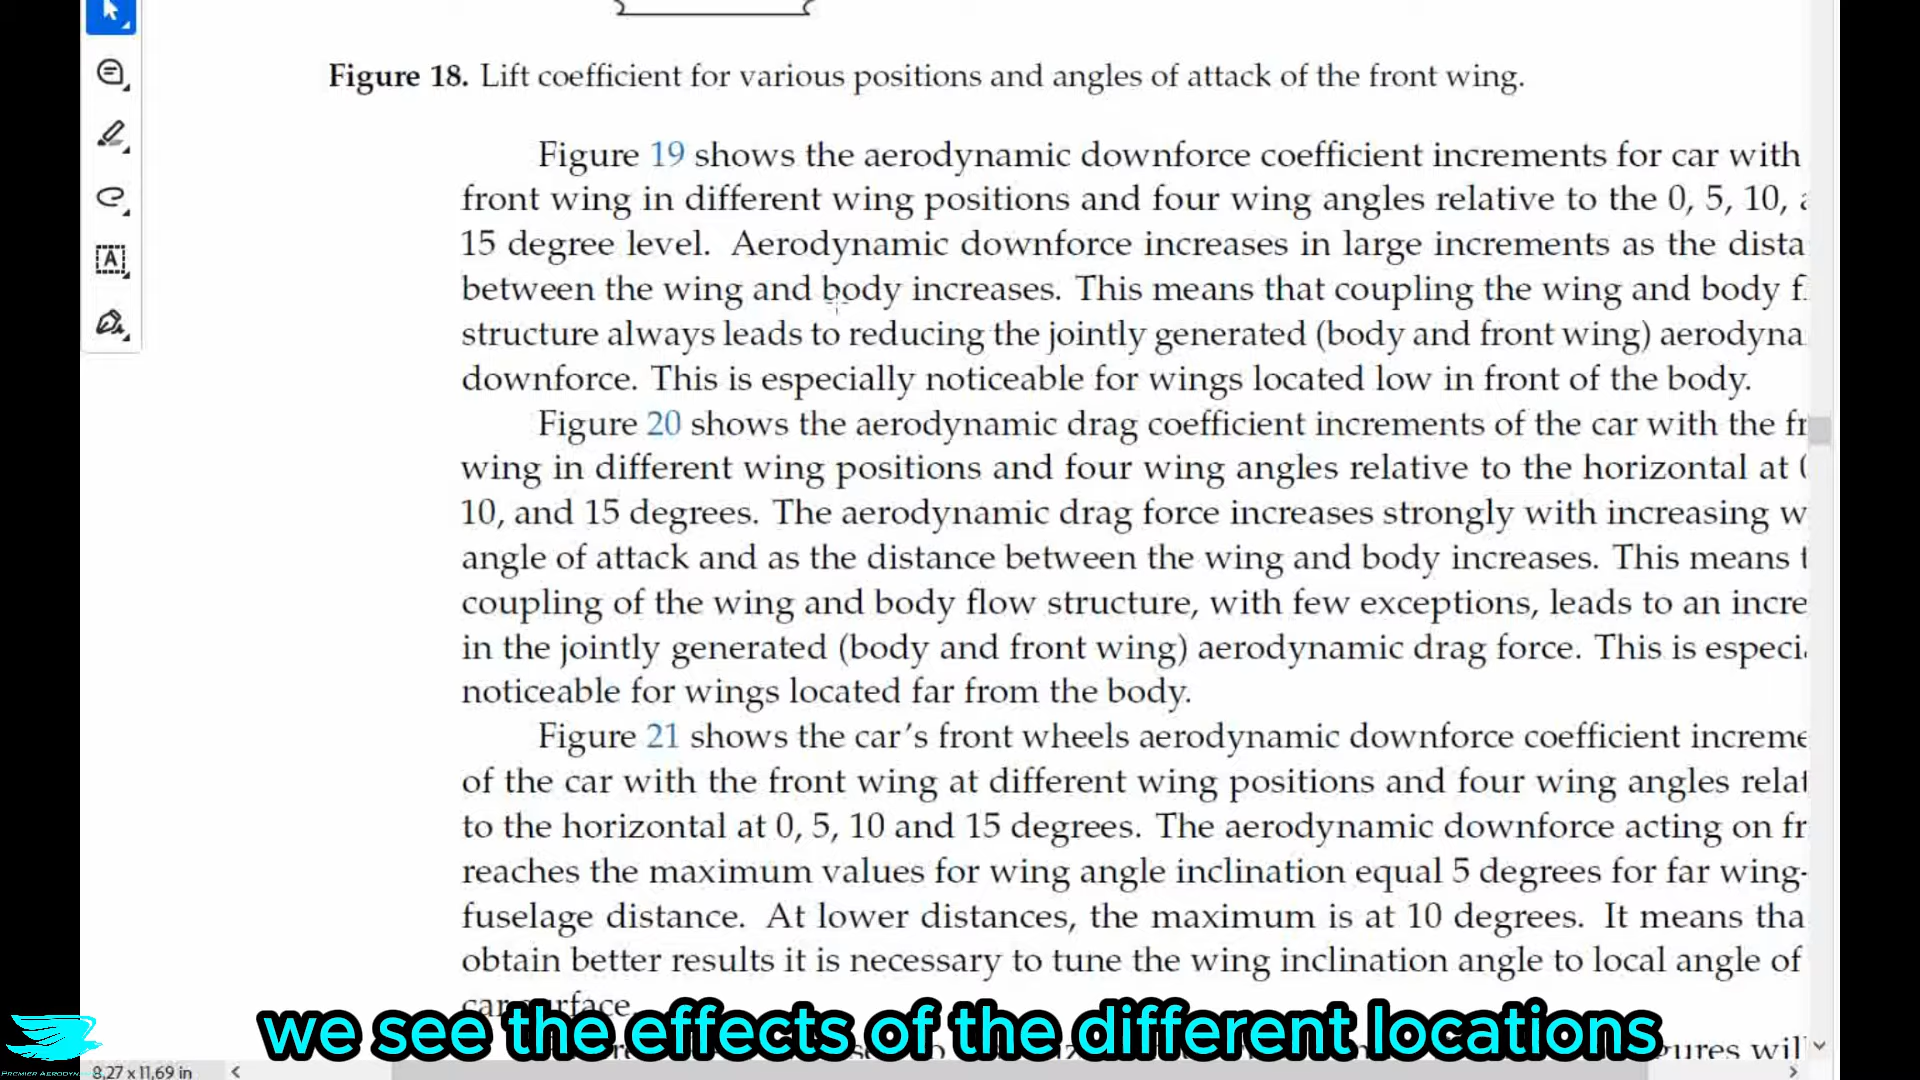 Figure 18. Lift coefficient for various positions and angles of attack of the front wing.
Figure 19 shows the aerodynamic downforce coefficient increments for car with
front wing in different wing positions and four wing angles relative to the 0, 5, 10,
15 degree level. Aerodynamic downforce increases in large increments as the dista
between the wing and body increases. This means that coupling the wing and body f
structure always leads to reducing the jointly generated (body and front wing) aerodyna
downforce. This is especially noticeable for wings located low in front of the body.
Figure 20 shows the aerodynamic drag coefficient increments of the car with the fr
wing in different wing positions and four wing angles relative to the horizontal at
10, and 15 degrees. The aerodynamic drag force increases strongly with increasing w
angle of attack and as the distance between the wing and body increases. This means t
coupling of the wing and body flow structure, with few exceptions, leads to an incre
in the jointly generated (body and front wing) aerodynamic drag force. This is especi
noticeable for wings located far from the body.
Figure 21 shows the car's front wheels aerodynamic downforce coefficient increme
of the car with the front wing at different wing positions and four wing angles relat
to the horizontal at 0, 5, 10 and 15 degrees. The aerodynamic downforce acting on fr
reaches the maximum values for wing angle inclination equal 5 degrees for far wing-
fuselage distance. At lower distances, the maximum is at 10 degrees. It means tha
obtain better results it is necessary to tune the wing inclination angle to local angle of
car surface.
we see the effects of the different locations
gures will
8,27 x 11,69 in